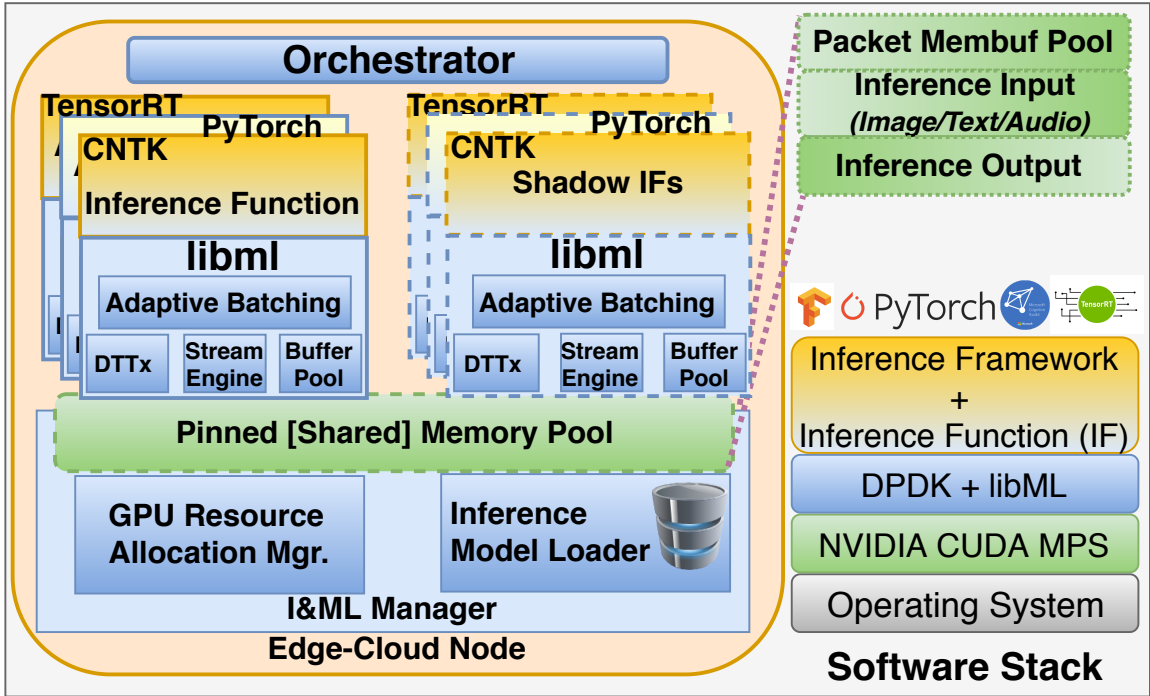 Orchestrator
TensorRT
PyTorch
CNTK
Inference Function
libml
Adaptive Batching
DTTx
Stream
Engine
Buffer
Pool
TensorRT
PyTorch
CNTK
Shadow IFs
libml
Adaptive Batching
DTTx
Stream
Engine
Buffer
Pool
Pinned [Shared] Memory Pool
GPU Resource
Allocation Mgr.
Inference
Model Loader
I&ML Manager
Edge-Cloud Node
Packet Membuf Pool
Inference Input
(Image/Text/Audio)
Inference Output
PyTorch
TensorRT
Inference Framework
+
Inference Function (IF)
DPDK + libML
NVIDIA CUDA MPS
Operating System
Software Stack